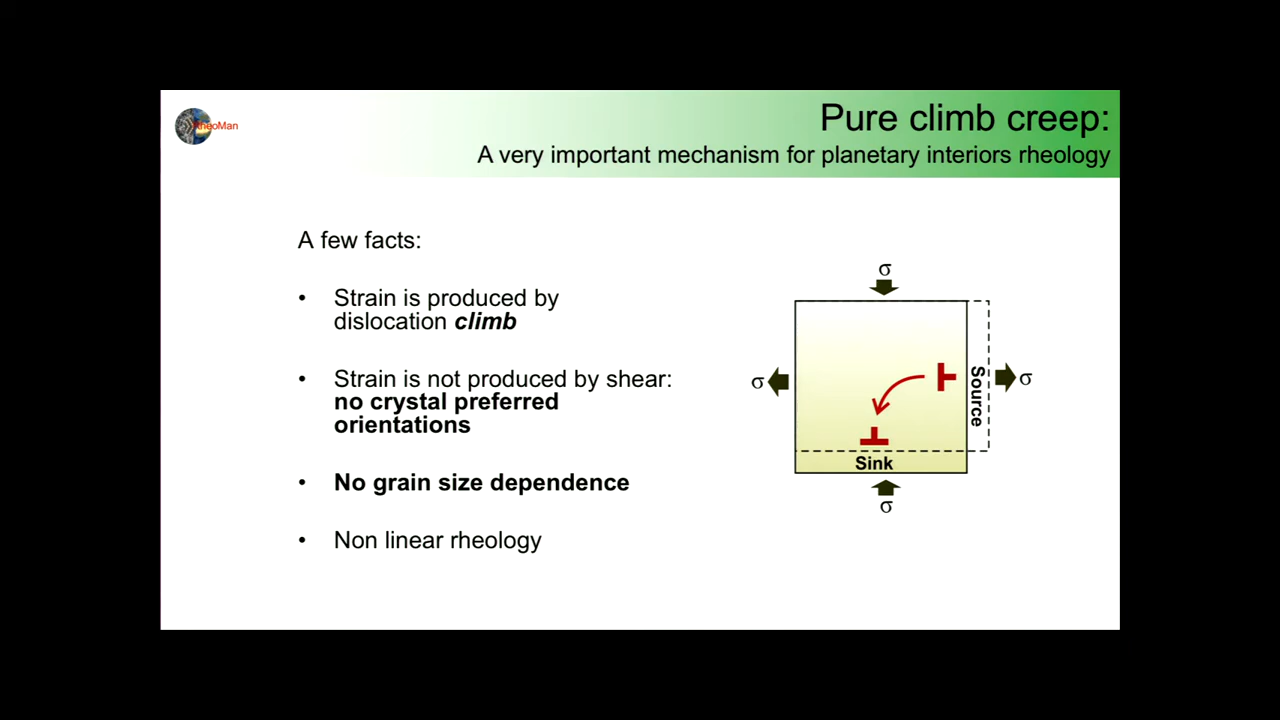 RheoMan
Pure climb creep:
A very important mechanism for planetary interiors rheology
A few facts:
• Strain is produced by
dislocation climb
• Strain is not produced by shear:
no crystal preferred
orientations
• No grain size dependence
• Non linear rheology
σ
σ
Source
σ
Sink
σ